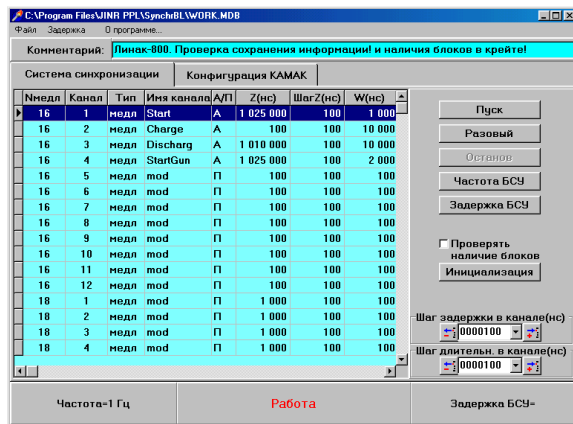 C:\Program Files\JINR PPL\SynchrBL\WORK.MDB
Файл Задержка О программе...
Комментарий: Линак-800. Проверка сохранения информации! и наличия блоков в крейте!
Система синхронизации Конфигурация КАМАК
Nмедл Канал Тип Имя канала А/П Z(нс) ШагZ(нс) W(нс)
16 1 медл Start А 1 025 000 100 1 000
16 2 медл Charge А 100 100 10 000
16 3 медл Discharg А 1 010 000 100 10 000
16 4 медл StartGun А 1 025 000 100 2 000
16 5 медл mod П 100 100 100
16 6 медл mod П 100 100 100
16 7 медл mod П 100 100 100
16 8 медл mod П 100 100 100
16 9 медл mod П 100 100 100
16 10 медл mod П 100 100 100
16 11 медл mod П 100 100 100
16 12 медл mod П 100 100 100
18 1 медл mod П 1 000 100 100
18 2 медл mod П 1 000 100 100
18 3 медл mod П 1 000 100 100
18 4 медл mod П 1 000 100 100
Пуск
Разовый
Останов
Частота БСУ
Задержка БСУ
Проверять
наличие блоков
Инициализация
Шаг задержки в канале(нс)
0000100
Шаг длительн. в канале(нс)
0000100
Частота=1 Гц Работа Задержка БСУ=